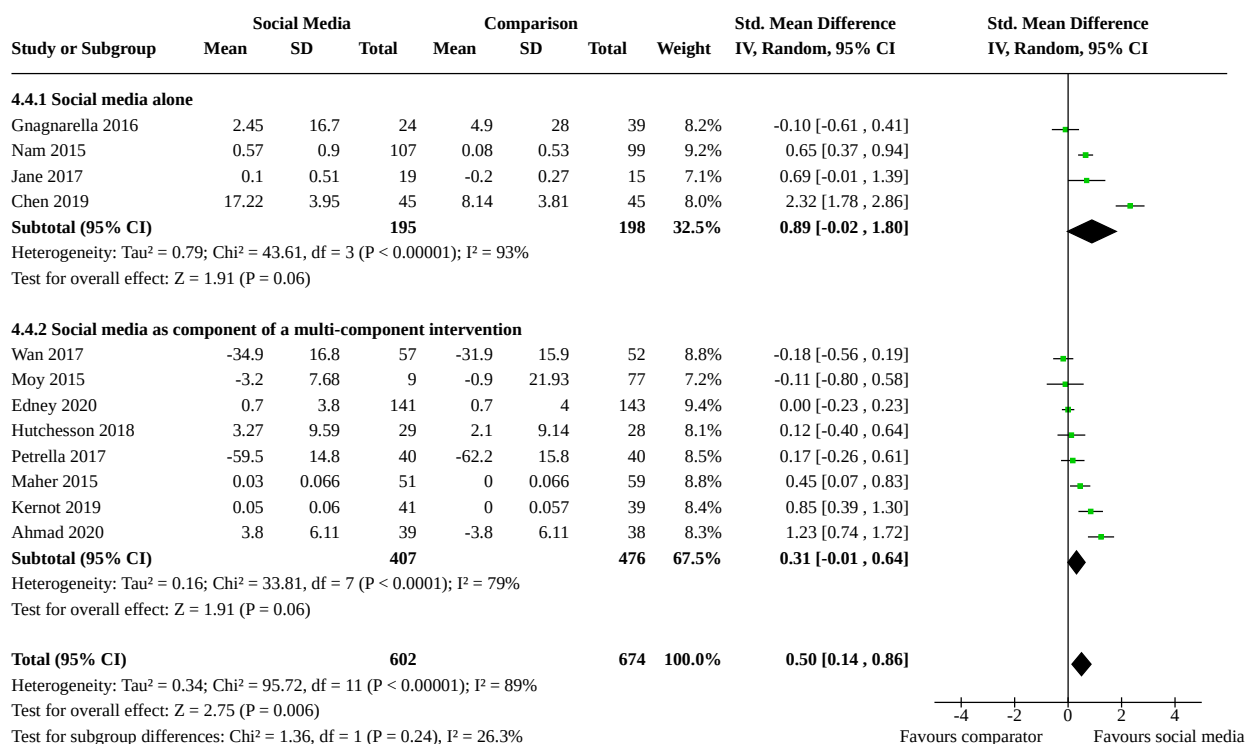 Social Media Comparison Std. Mean Difference Std. Mean Difference
Study or Subgroup Mean SD Total Mean SD Total Weight IV, Random, 95% CI IV, Random, 95% CI
4.4.1 Social media alone
Gnagnarella 2016 2.45 16.7 24 4.9 28 39 8.2% -0.10 [-0.61 , 0.41]
Nam 2015 0.57 0.9 107 0.08 0.53 99 9.2% 0.65 [0.37 , 0.94]
Jane 2017 0.1 0.51 19 -0.2 0.27 15 7.1% 0.69 [-0.01 , 1.39]
Chen 2019 17.22 3.95 45 8.14 3.81 45 8.0% 2.32 [1.78 , 2.86]
Subtotal (95% CI) 195 198 32.5% 0.89 [-0.02 , 1.80]
Heterogeneity: Tau² = 0.79; Chi² = 43.61, df = 3 (P < 0.00001); I² = 93%
Test for overall effect: Z = 1.91 (P = 0.06)
4.4.2 Social media as component of a multi-component intervention
Wan 2017 -34.9 16.8 57 -31.9 15.9 52 8.8% -0.18 [-0.56 , 0.19]
Moy 2015 -3.2 7.68 9 -0.9 21.93 77 7.2% -0.11 [-0.80 , 0.58]
Edney 2020 0.7 3.8 141 0.7 4 143 9.4% 0.00 [-0.23 , 0.23]
Hutchesson 2018 3.27 9.59 29 2.1 9.14 28 8.1% 0.12 [-0.40 , 0.64]
Petrella 2017 -59.5 14.8 40 -62.2 15.8 40 8.5% 0.17 [-0.26 , 0.61]
Maher 2015 0.03 0.066 51 0 0.066 59 8.8% 0.45 [0.07 , 0.83]
Kernot 2019 0.05 0.06 41 0 0.057 39 8.4% 0.85 [0.39 , 1.30]
Ahmad 2020 3.8 6.11 39 -3.8 6.11 38 8.3% 1.23 [0.74 , 1.72]
Subtotal (95% CI) 407 476 67.5% 0.31 [-0.01 , 0.64]
Heterogeneity: Tau² = 0.16; Chi² = 33.81, df = 7 (P < 0.0001); I² = 79%
Test for overall effect: Z = 1.91 (P = 0.06)
Total (95% CI) 602 674 100.0% 0.50 [0.14 , 0.86]
Heterogeneity: Tau² = 0.34; Chi² = 95.72, df = 11 (P < 0.00001); I² = 89%
Test for overall effect: Z = 2.75 (P = 0.006)
Test for subgroup differences: Chi² = 1.36, df = 1 (P = 0.24), I² = 26.3%
-4 -2 0 2 4
Favours comparator Favours social media